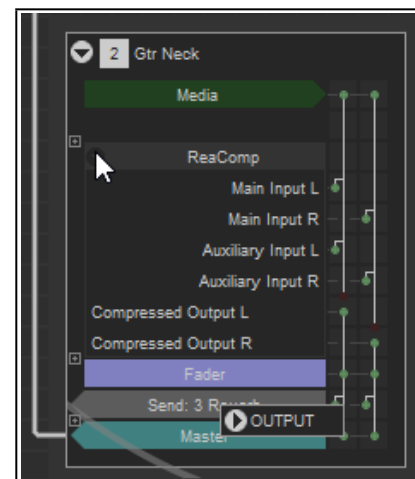 2 Gtr Neck
Media
ReaComp
Main Input L
Main Input R
Auxiliary Input L
Auxiliary Input R
Compressed Output L
Compressed Output R
Fader
Send: 3
OUTPUT
Master